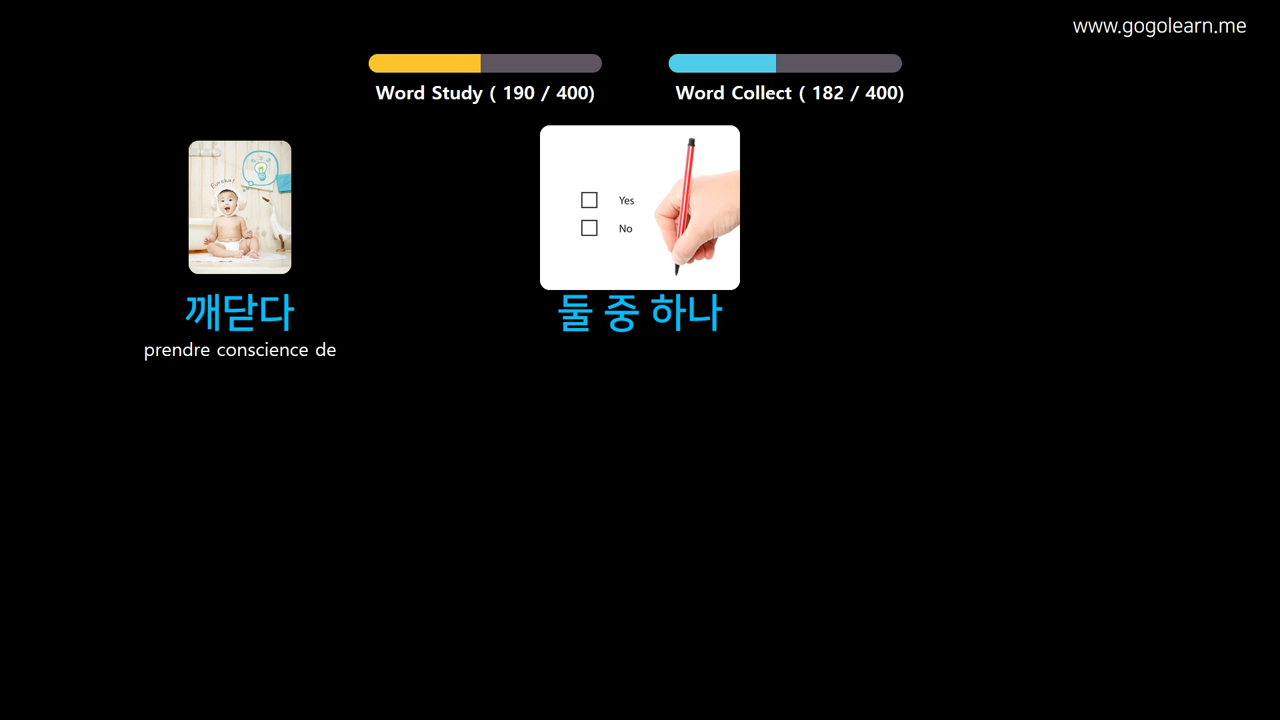 www.gogolearn.me
Word Study ( 190 / 400)
Word Collect ( 182 / 400)
Eureka!
Yes
No
깨닫다
둘 중 하나
prendre conscience de